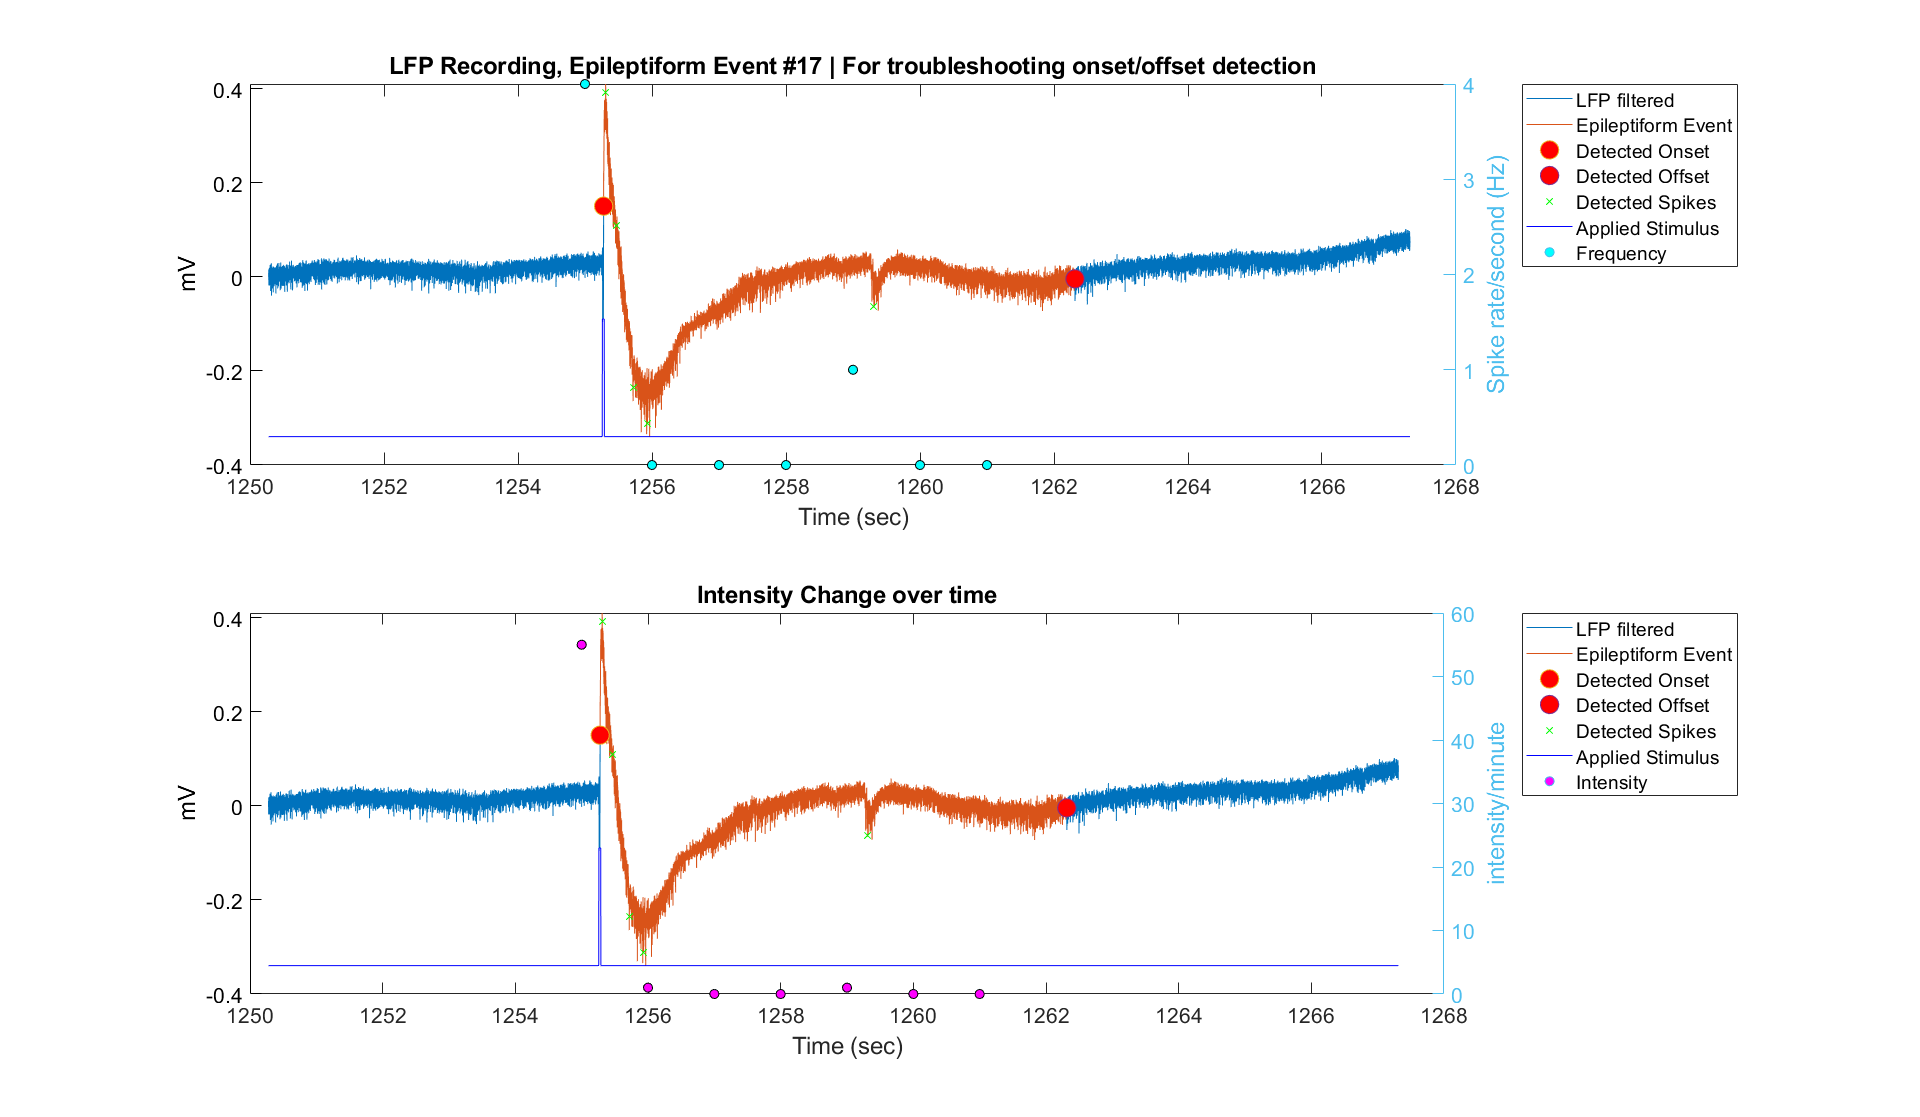 LFP Recording, Epileptiform Event #17 | For troubleshooting onset/offset detection
0.4
0.2
0
-0.2
-0.4
mV
1250 1252 1254 1256 1258 1260 1262 1264 1266 1268
Time (sec)
4
3
2
1
0
Spike rate/second (Hz)
LFP filtered
Epileptiform Event
Detected Onset
Detected Offset
Detected Spikes
Applied Stimulus
Frequency
Intensity Change over time
0.4
0.2
0
-0.2
-0.4
mV
1250 1252 1254 1256 1258 1260 1262 1264 1266 1268
Time (sec)
60
50
40
30
20
10
0
intensity/minute
LFP filtered
Epileptiform Event
Detected Onset
Detected Offset
Detected Spikes
Applied Stimulus
Intensity